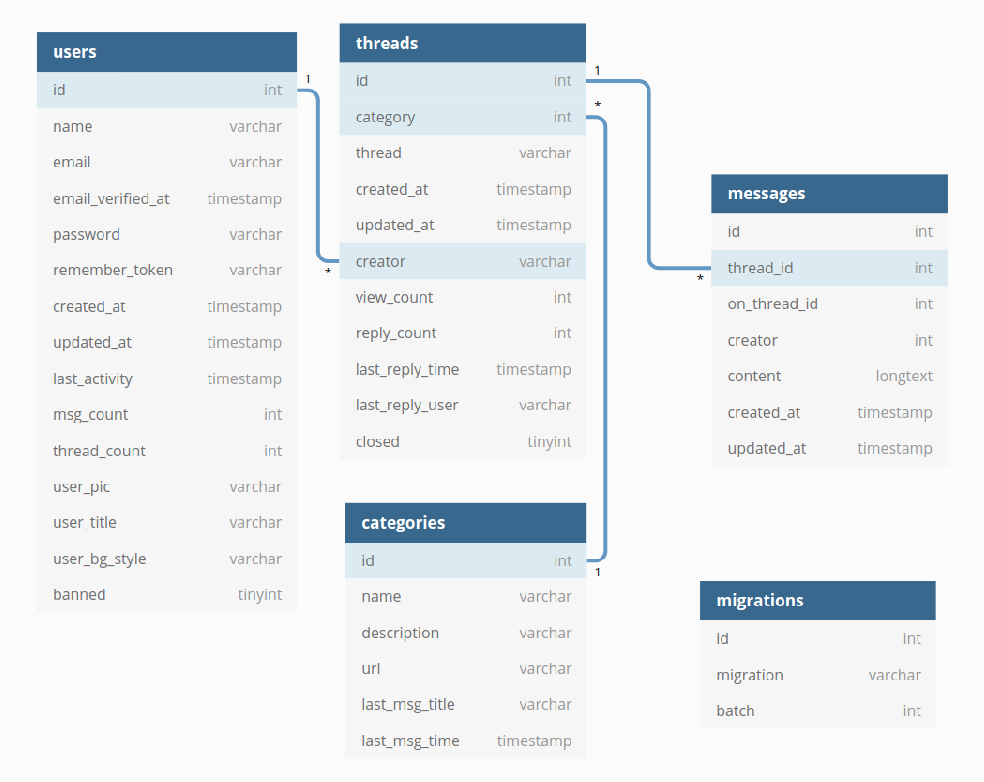 users
id int
name varchar
email varchar
email_verified_at timestamp
password varchar
remember_token varchar
created_at timestamp
updated_at timestamp
last_activity timestamp
msg_count int
thread_count int
user_pic varchar
user_title varchar
user_bg_style varchar
banned tinyint
1
*
threads
id int
category int
thread varchar
created_at timestamp
updated_at timestamp
creator varchar
view_count int
reply_count int
last_reply_time timestamp
last_reply_user varchar
closed tinyint
1
*
categories
id int
name varchar
description varchar
url varchar
last_msg_title varchar
last_msg_time timestamp
1
*
messages
id int
thread_id int
on_thread_id int
creator int
content longtext
created_at timestamp
updated_at timestamp
migrations
id int
migration varchar
batch int